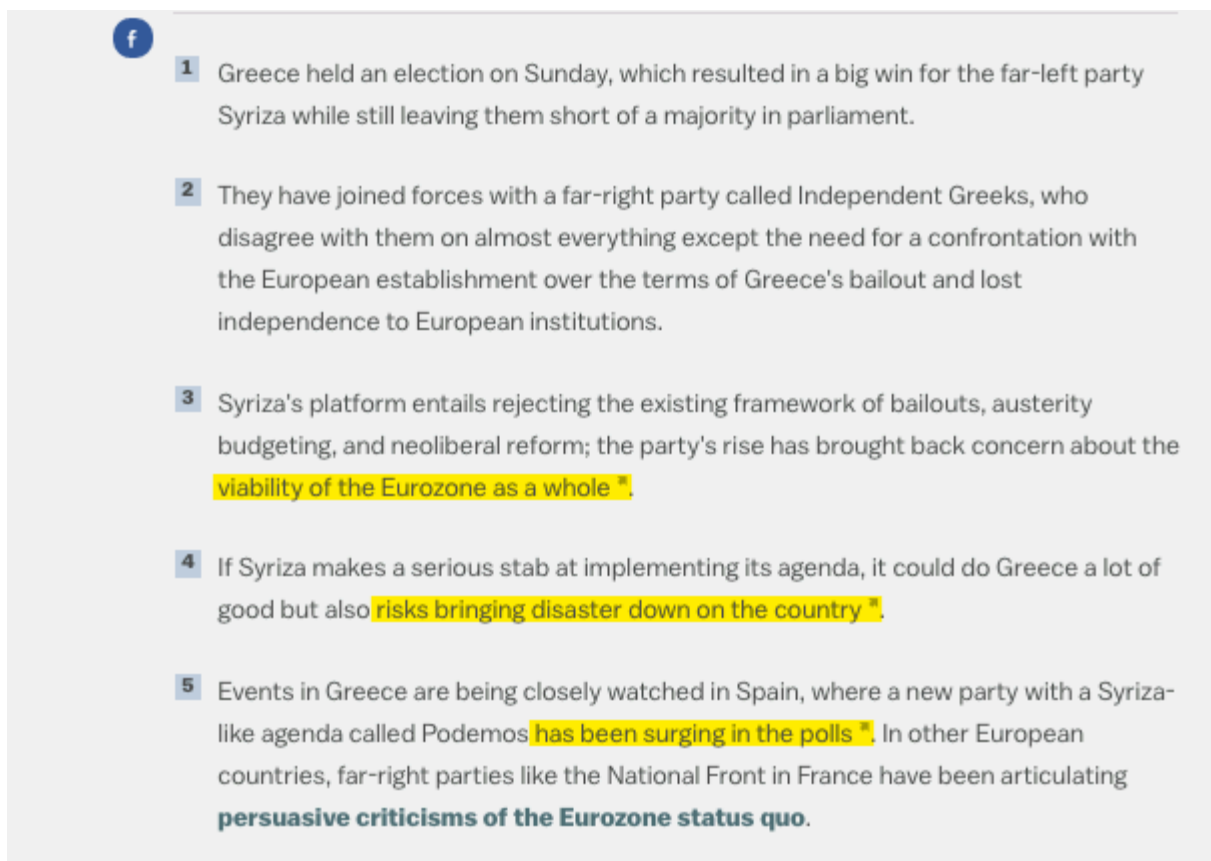 f
1 Greece held an election on Sunday, which resulted in a big win for the far-left party
Syriza while still leaving them short of a majority in parliament.
2 They have joined forces with a far-right party called Independent Greeks, who
disagree with them on almost everything except the need for a confrontation with
the European establishment over the terms of Greece's bailout and lost
independence to European institutions.
3 Syriza's platform entails rejecting the existing framework of bailouts, austerity
budgeting, and neoliberal reform; the party's rise has brought back concern about the
viability of the Eurozone as a whole.
4 If Syriza makes a serious stab at implementing its agenda, it could do Greece a lot of
good but also risks bringing disaster down on the country.
5 Events in Greece are being closely watched in Spain, where a new party with a Syriza-
like agenda called Podemos has been surging in the polls. In other European
countries, far-right parties like the National Front in France have been articulating
persuasive criticisms of the Eurozone status quo.